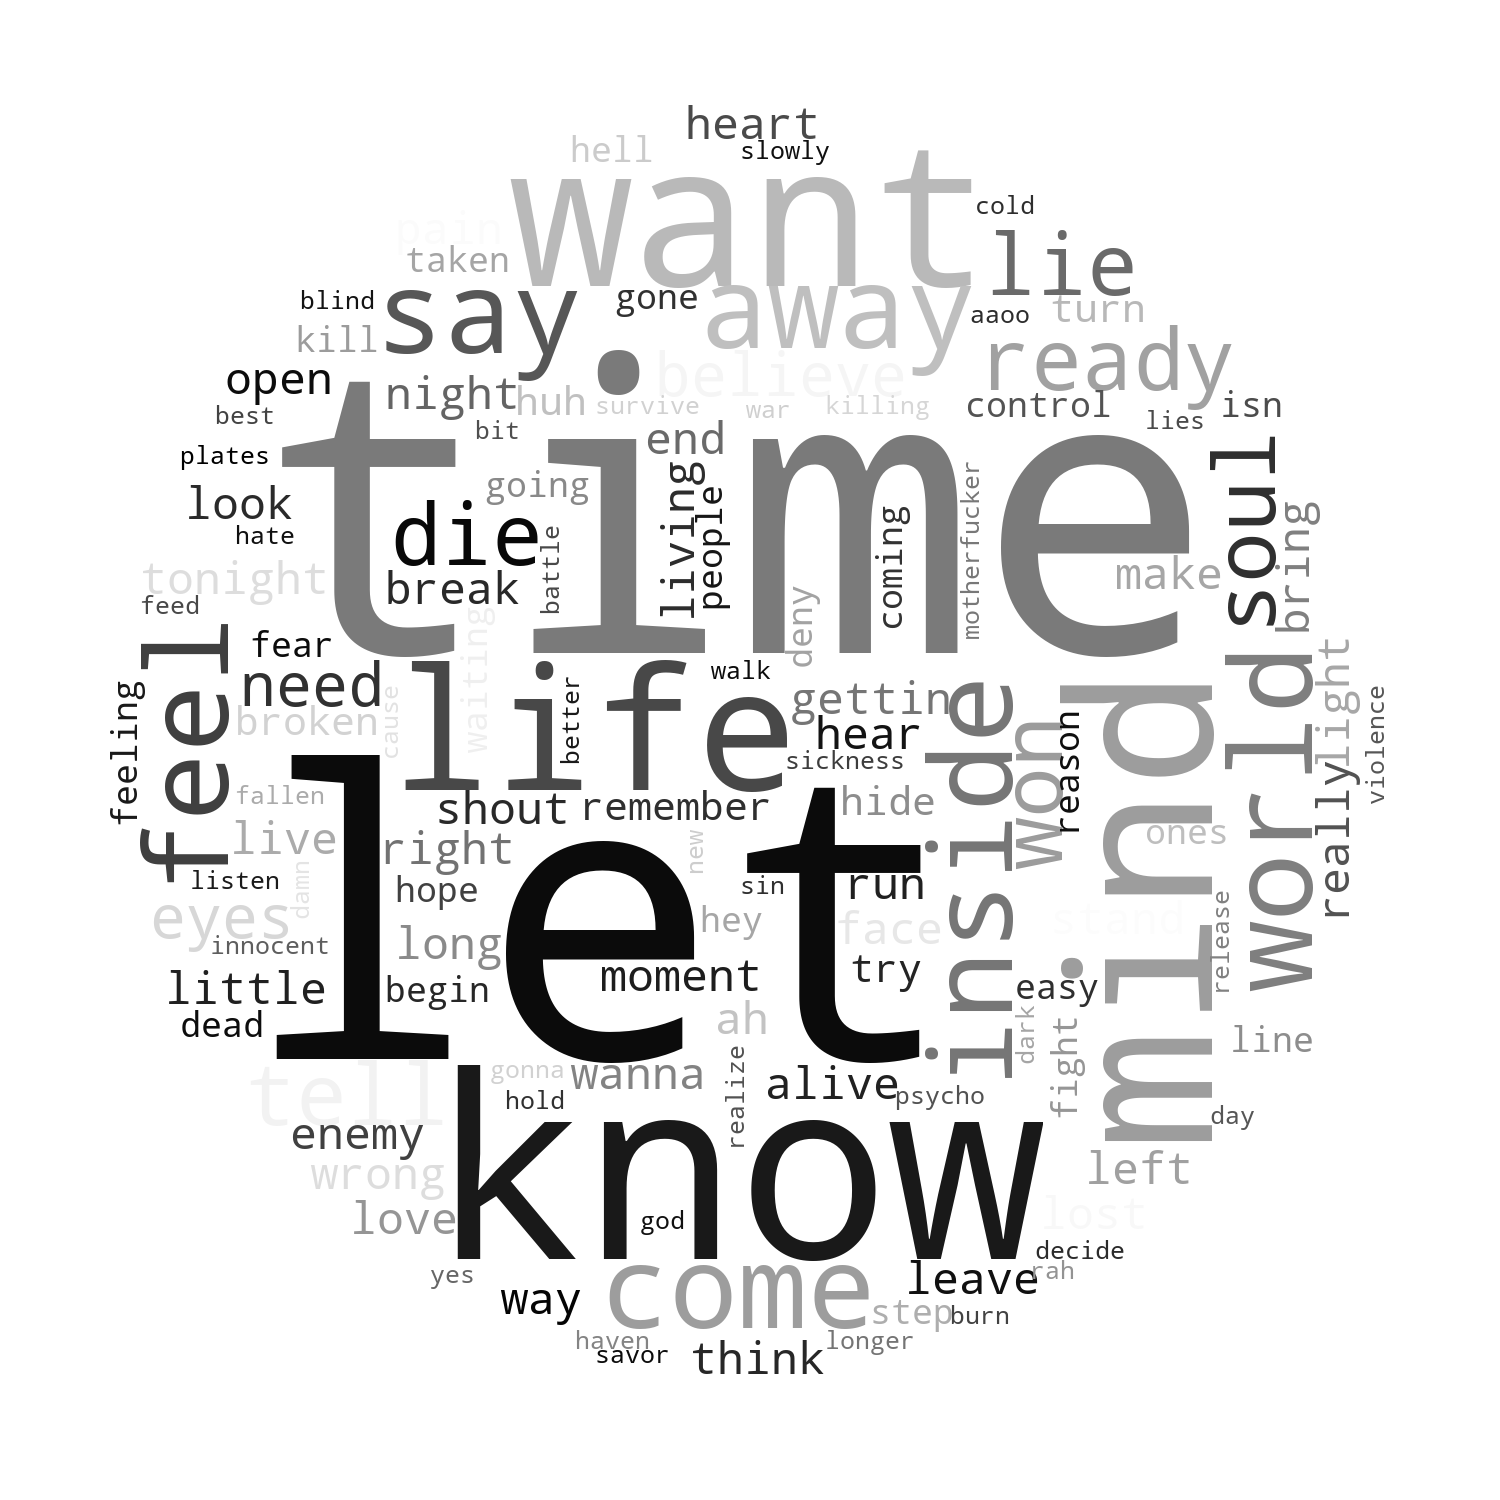 heart
hell
slowly
want
cold
pain
taken
lie
away
blind
say
gone
aaoo
turn
kill
ready
believe
open
night
huh
survive
war
killing
control
lies
isn
best
bit
end
time
plates
look
going
living
people
coming
motherfucker
soul
bring
hate
die
battle
tonight
break
make
feed
deny
feel
fear
waiting
life
walk
need
gettin
inside
world
light
feeling
broken
cause
better
hear
won
reason
mind
violence
sickness
let
fallen
shout
remember
hide
really
live
right
new
ones
listen
damn
hope
sin
run
eyes
hey
face
stand
release
innocent
long
little
moment
try
begin
easy
dead
ah
dark
line
tell
gonna
wanna
realize
alive
fight
hold
psycho
know
day
enemy
wrong
left
love
god
lost
decide
yes
come
leave
rah
way
step
burn
haven
longer
savor
think